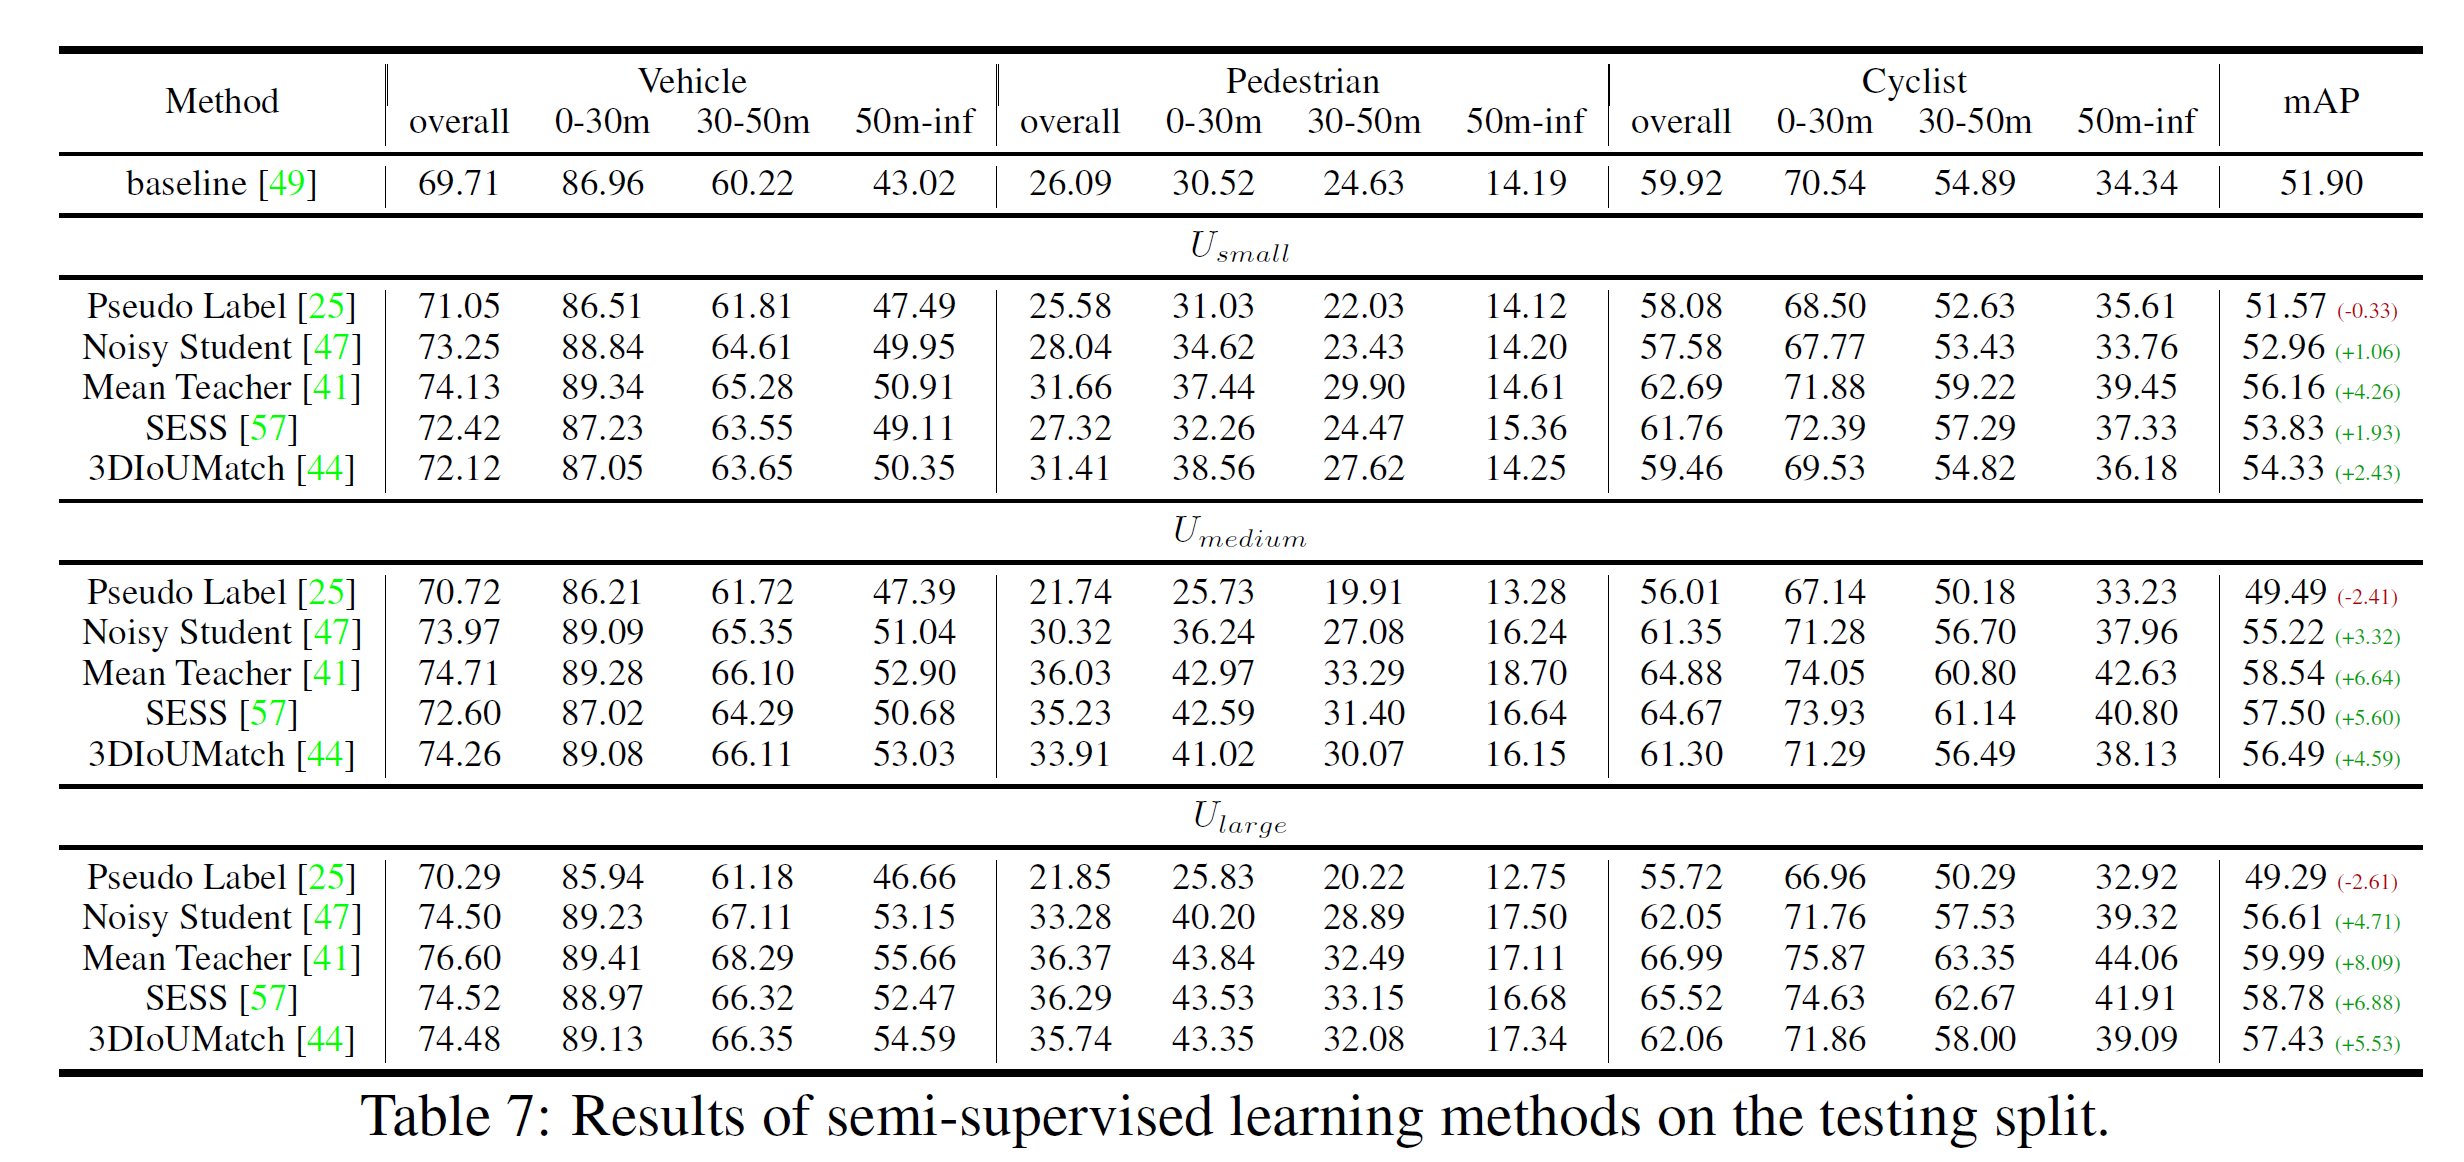 Method Vehicle Pedestrian Cyclist mAP
overall 0-30m 30-50m 50m-inf overall 0-30m 30-50m 50m-inf overall 0-30m 30-50m 50m-inf
baseline [49] 69.71 86.96 60.22 43.02 26.09 30.52 24.63 14.19 59.92 70.54 54.89 34.34 51.90
U_small
Pseudo Label [25] 71.05 86.51 61.81 47.49 25.58 31.03 22.03 14.12 58.08 68.50 52.63 35.61 51.57 (-0.33)
Noisy Student [47] 73.25 88.84 64.61 49.95 28.04 34.62 23.43 14.20 57.58 67.77 53.43 33.76 52.96 (+1.06)
Mean Teacher [41] 74.13 89.34 65.28 50.91 31.66 37.44 29.90 14.61 62.69 71.88 59.22 39.45 56.16 (+4.26)
SESS [57] 72.42 87.23 63.55 49.11 27.32 32.26 24.47 15.36 61.76 72.39 57.29 37.33 53.83 (+1.93)
3DIoUMatch [44] 72.12 87.05 63.65 50.35 31.41 38.56 27.62 14.25 59.46 69.53 54.82 36.18 54.33 (+2.43)
U_medium
Pseudo Label [25] 70.72 86.21 61.72 47.39 21.74 25.73 19.91 13.28 56.01 67.14 50.18 33.23 49.49 (-2.41)
Noisy Student [47] 73.97 89.09 65.35 51.04 30.32 36.24 27.08 16.24 61.35 71.28 56.70 37.96 55.22 (+3.32)
Mean Teacher [41] 74.71 89.28 66.10 52.90 36.03 42.97 33.29 18.70 64.88 74.05 60.80 42.63 58.54 (+6.64)
SESS [57] 72.60 87.02 64.29 50.68 35.23 42.59 31.40 16.64 64.67 73.93 61.14 40.80 57.50 (+5.60)
3DIoUMatch [44] 74.26 89.08 66.11 53.03 33.91 41.02 30.07 16.15 61.30 71.29 56.49 38.13 56.49 (+4.59)
U_large
Pseudo Label [25] 70.29 85.94 61.18 46.66 21.85 25.83 20.22 12.75 55.72 66.96 50.29 32.92 49.29 (-2.61)
Noisy Student [47] 74.50 89.23 67.11 53.15 33.28 40.20 28.89 17.50 62.05 71.76 57.53 39.32 56.61 (+4.71)
Mean Teacher [41] 76.60 89.41 68.29 55.66 36.37 43.84 32.49 17.11 66.99 75.87 63.35 44.06 59.99 (+8.09)
SESS [57] 74.52 88.97 66.32 52.47 36.29 43.53 33.15 16.68 65.52 74.63 62.67 41.91 58.78 (+6.88)
3DIoUMatch [44] 74.48 89.13 66.35 54.59 35.74 43.35 32.08 17.34 62.06 71.86 58.00 39.09 57.43 (+5.53)
Table 7: Results of semi-supervised learning methods on the testing split.